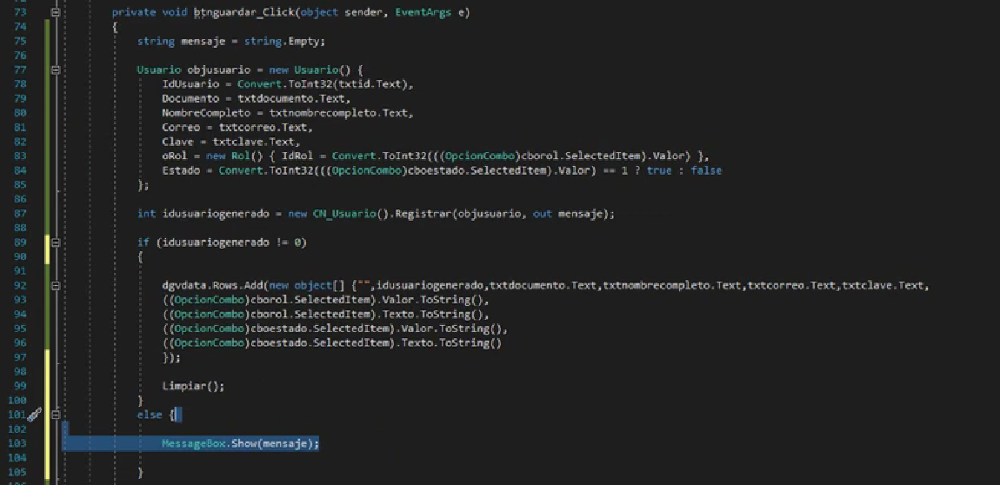 73 private void btnguardar_Click(object sender, EventArgs e)
74 {
75 string mensaje = string.Empty;
76
77 Usuario objusuario = new Usuario() {
78 IdUsuario = Convert.ToInt32(txtid.Text),
79 Documento = txtdocumento.Text,
80 NombreCompleto = txtnombrecompleto.Text,
81 Correo = txtcorreo.Text,
82 Clave = txtclave.Text,
83 oRol = new Rol() { IdRol = Convert.ToInt32(((OpcionCombo)cborol.SelectedItem).Valor) },
84 Estado = Convert.ToInt32(((OpcionCombo)cboestado.SelectedItem).Valor) == 1 ? true : false
85 };
86
87 int idusuariogenerado = new CN_Usuario().Registrar(objusuario, out mensaje);
88
89 if (idusuariogenerado != 0)
90 {
91
92 dgvdata.Rows.Add(new object[] {"",idusuariogenerado,txtdocumento.Text,txtnombrecompleto.Text,txtcorreo.Text,txtclave.Text,
93 ((OpcionCombo)cborol.SelectedItem).Valor.ToString(),
94 ((OpcionCombo)cborol.SelectedItem).Texto.ToString(),
95 ((OpcionCombo)cboestado.SelectedItem).Valor.ToString(),
96 ((OpcionCombo)cboestado.SelectedItem).Texto.ToString()
97 });
98
99 Limpiar();
100 }
101 else {
102
103 MessageBox.Show(mensaje);
104
105 }